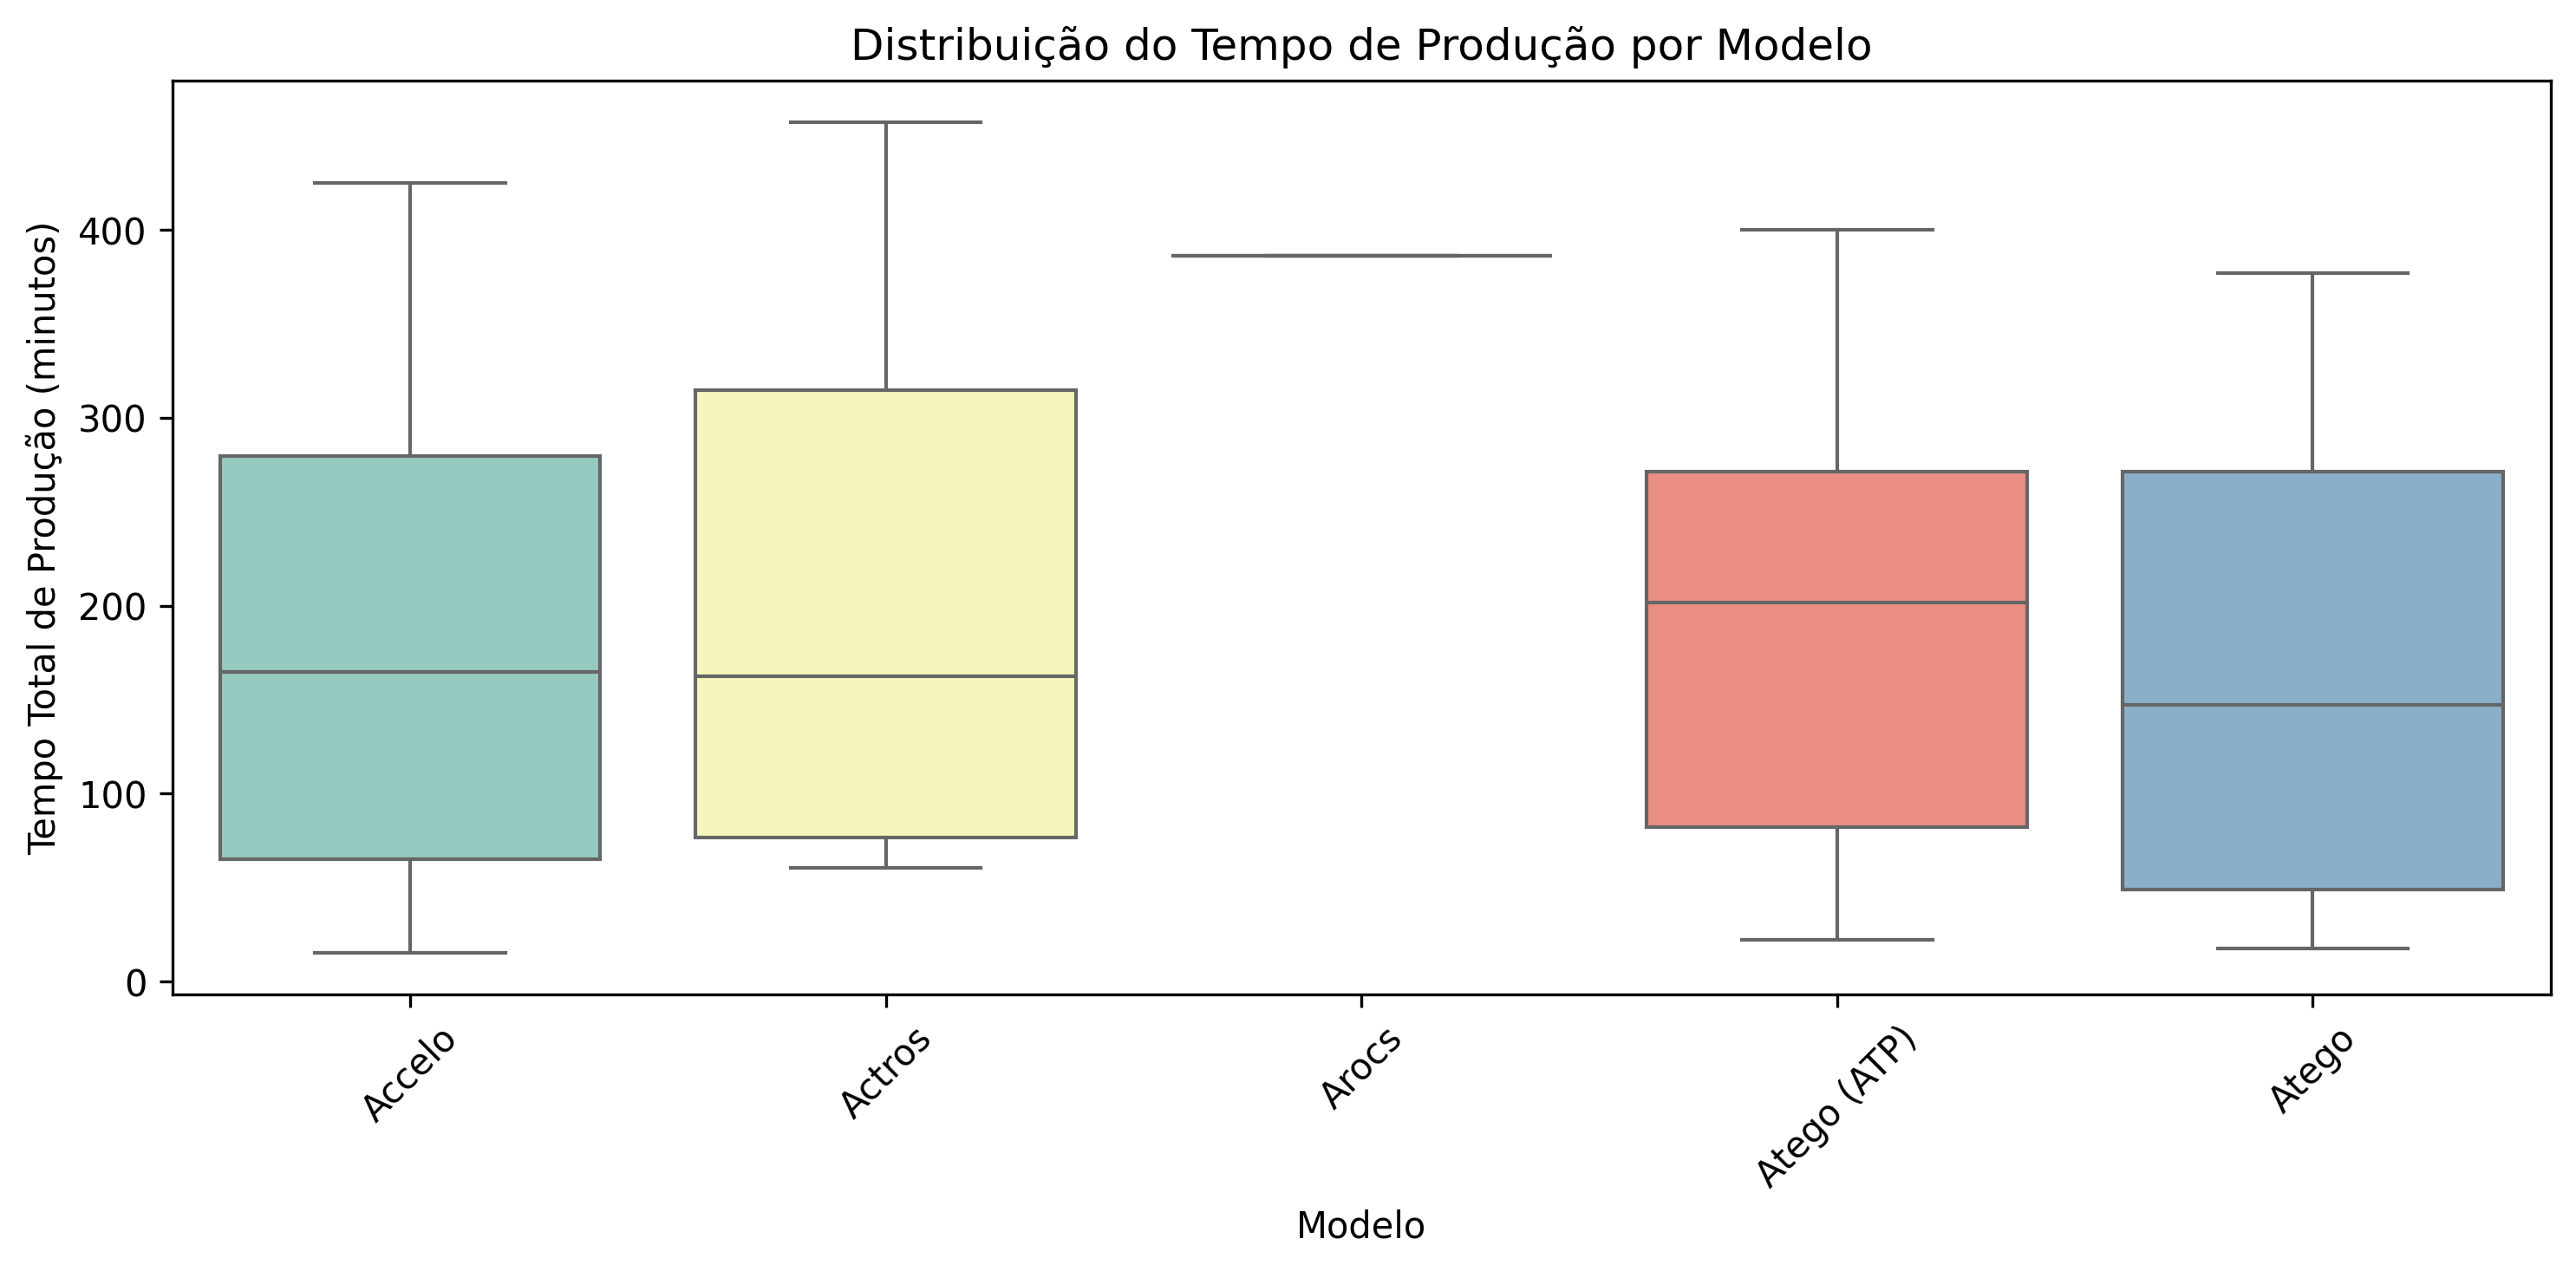 Distribuição do Tempo de Produção por Modelo
Tempo Total de Produção (minutos)
400
300
200
100
0
Accelo
Actros
Arocs
Atego (ATP)
Atego
Modelo